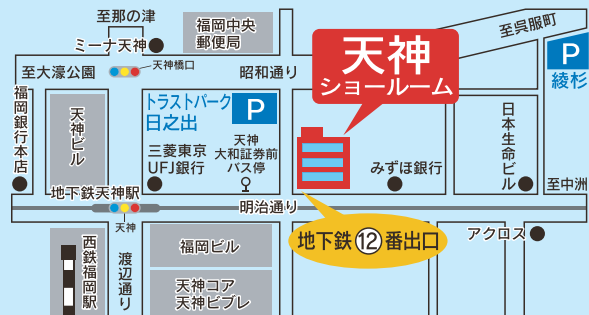 至那の津
ミーナ天神
福岡中央
郵便局
至呉服町
天神
ショールーム
P
綾杉
至大濠公園
天神橋口
昭和通り
福岡銀行本店
天神ビル
トラストパーク
日之出
P
三菱東京
UFJ銀行
天神
大和証券前
バス停
みずほ銀行
日本生命ビル
至中洲
地下鉄天神駅
天神
明治通り
地下鉄⑫番出口
アクロス
西鉄福岡駅
渡辺通り
福岡ビル
天神コア
天神ビブレ